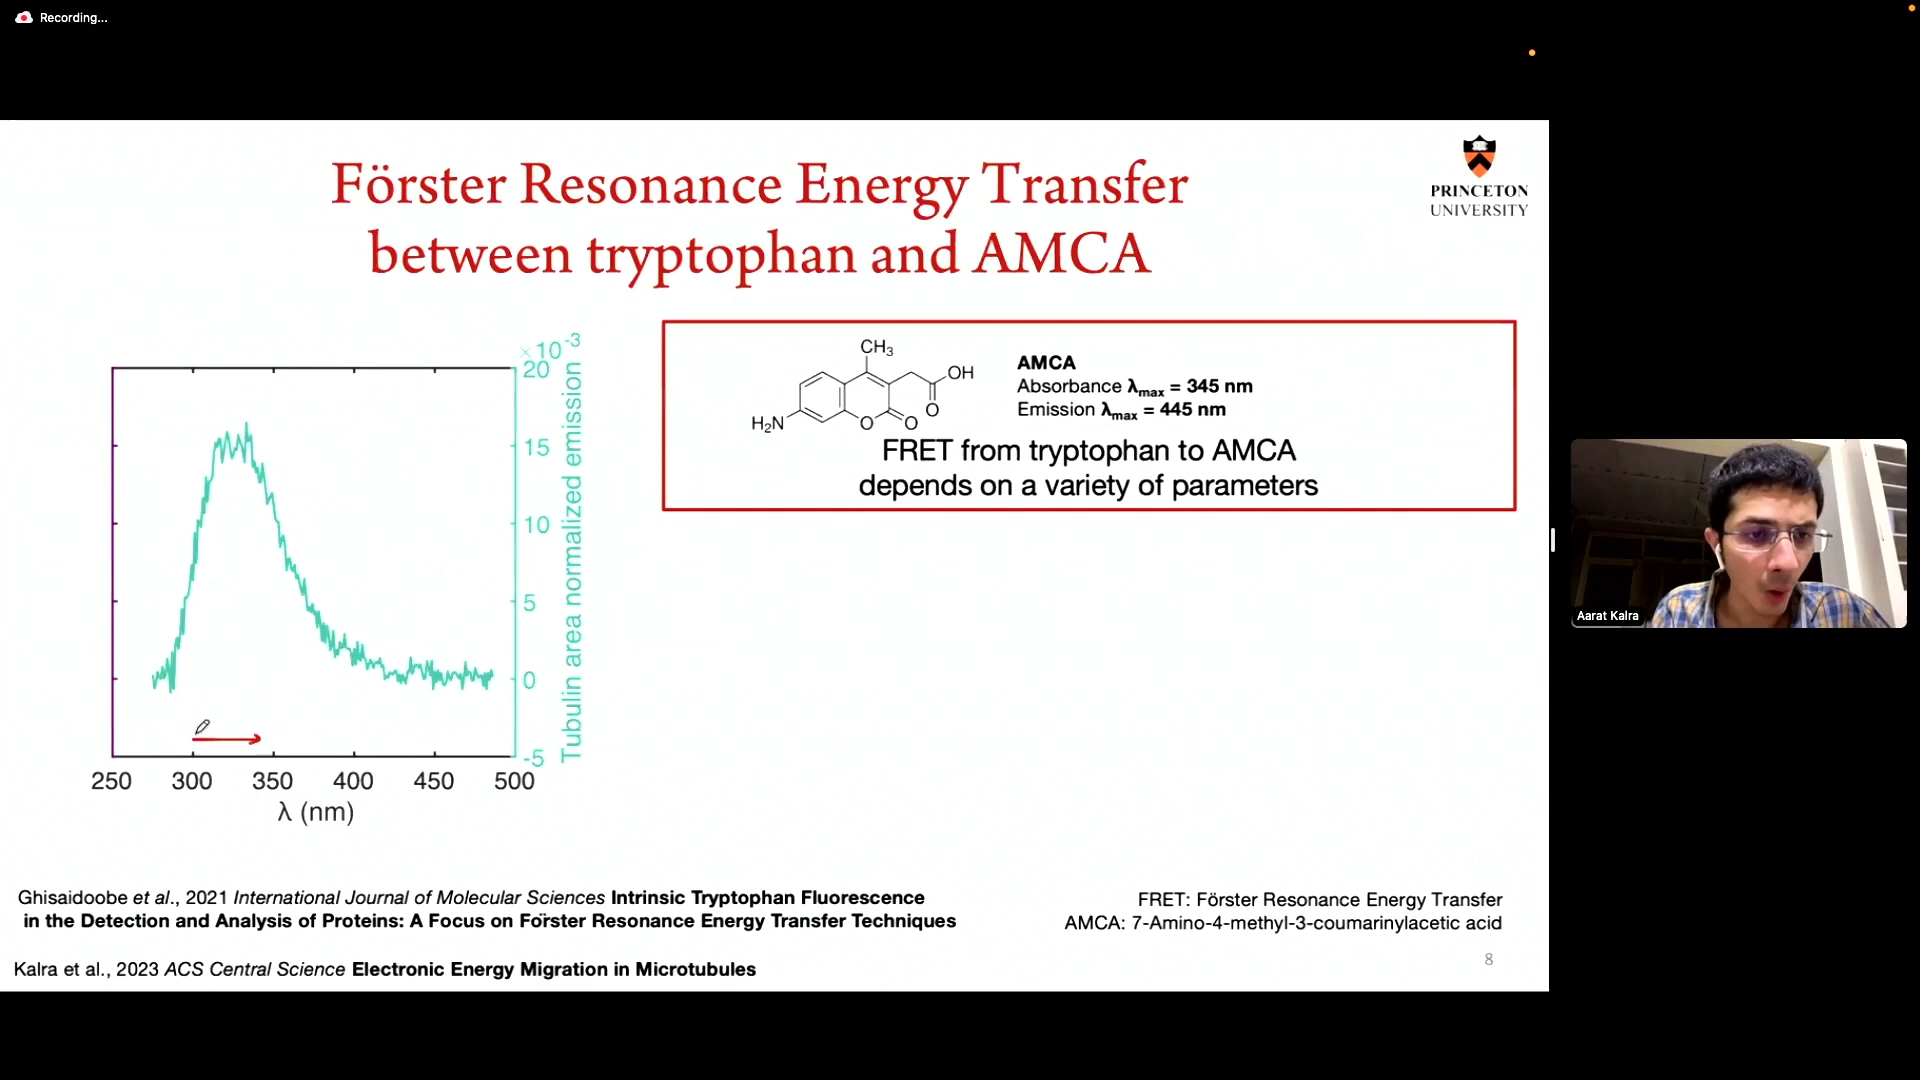 Recording...
Förster Resonance Energy Transfer
between tryptophan and AMCA
PRINCETON
UNIVERSITY
×10⁻³
20
15
10
5
0
-5
Tubulin area normalized emission
250 300 350 400 450 500
λ (nm)
CH₃
OH
O
H₂N
O
O
AMCA
Absorbance λmax = 345 nm
Emission λmax = 445 nm
FRET from tryptophan to AMCA
depends on a variety of parameters
Aarat Kalra
Ghisaidoobe et al., 2021 International Journal of Molecular Sciences Intrinsic Tryptophan Fluorescence
in the Detection and Analysis of Proteins: A Focus on Förster Resonance Energy Transfer Techniques
Kalra et al., 2023 ACS Central Science Electronic Energy Migration in Microtubules
FRET: Förster Resonance Energy Transfer
AMCA: 7-Amino-4-methyl-3-coumarinylacetic acid
8